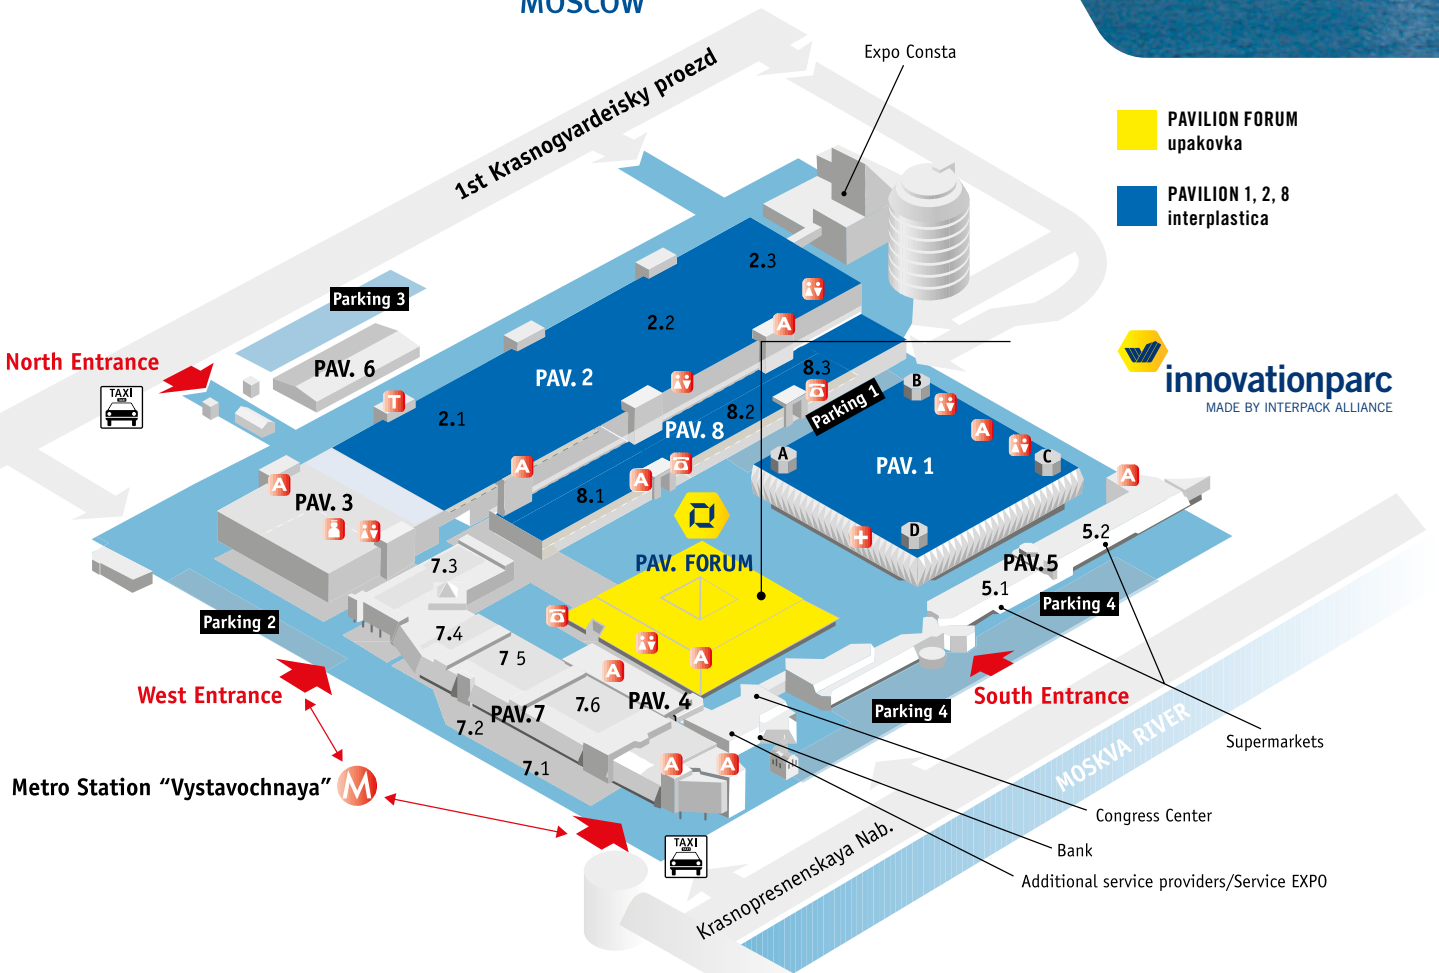 MOSCOW
Expo Consta
1st Krasnogvardeisky proezd
PAVILION FORUM
upakovka
PAVILION 1, 2, 8
interplastica
2.3
Parking 3
2.2
A
North Entrance
PAV. 6
PAV. 2
8.3
B
TAXI
T
2.1
8.2
Parking 1
innovationparc
MADE BY INTERPACK ALLIANCE
PAV. 8
A
A
C
PAV. 1
A
A
A
A
PAV. 3
8.1
D
5.2
PAV. FORUM
PAV.5
7.3
5.1
Parking 4
Parking 2
7.4
7 5
A
A
West Entrance
South Entrance
7.6
PAV. 4
PAV.7
Parking 4
7.2
MOSKVA RIVER
Supermarkets
7.1
A
A
Metro Station “Vystavochnaya”
M
Congress Center
TAXI
Krasnopresnenskaya Nab.
Bank
Additional service providers/Service EXPO